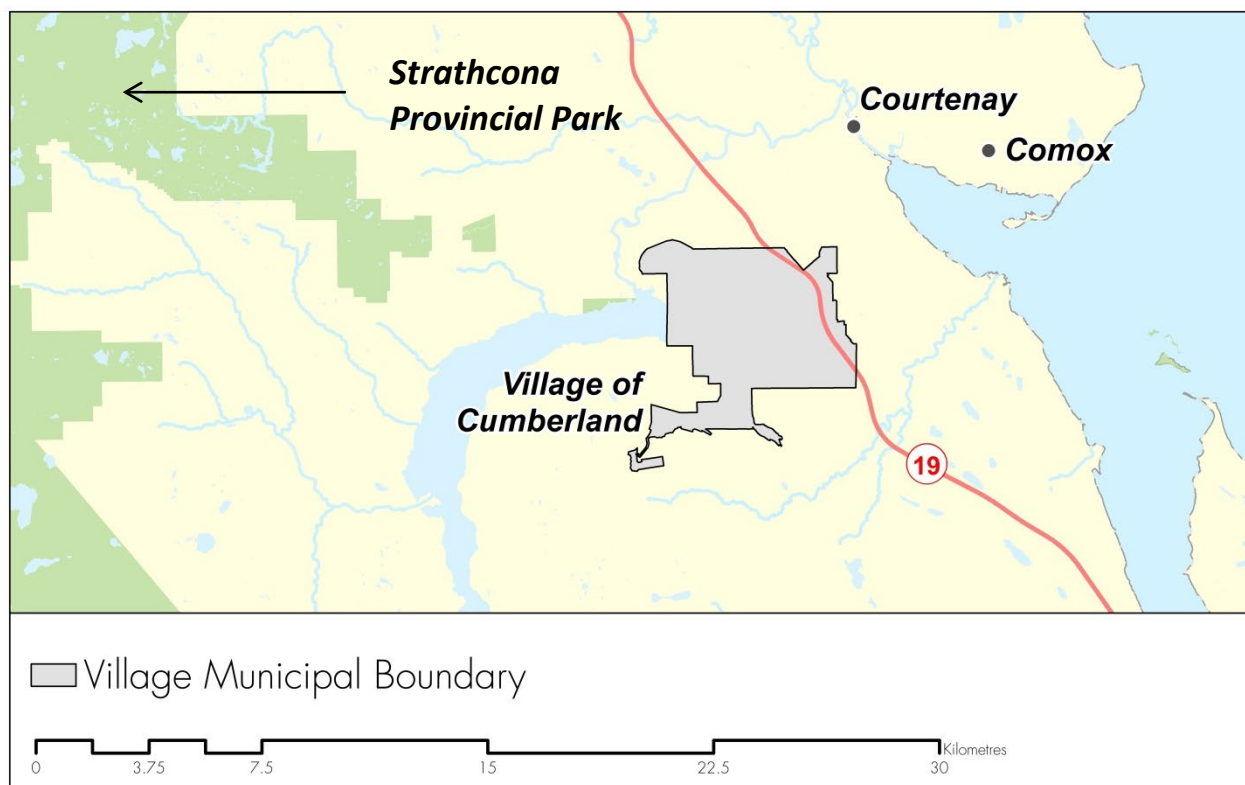 Strathcona
Provincial Park
Courtenay
Comox
Village of
Cumberland
19
Village Municipal Boundary
Kilometres
0 3.75 7.5 15 22.5 30